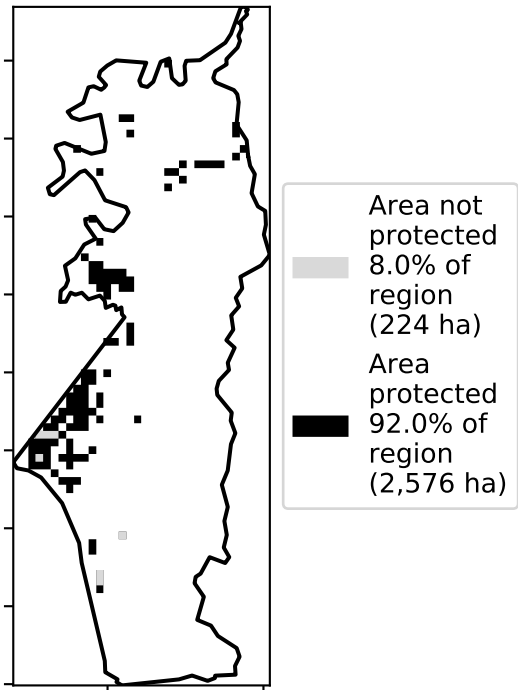 Area not
protected
8.0% of
region
(224 ha)
Area
protected
92.0% of
region
(2,576 ha)